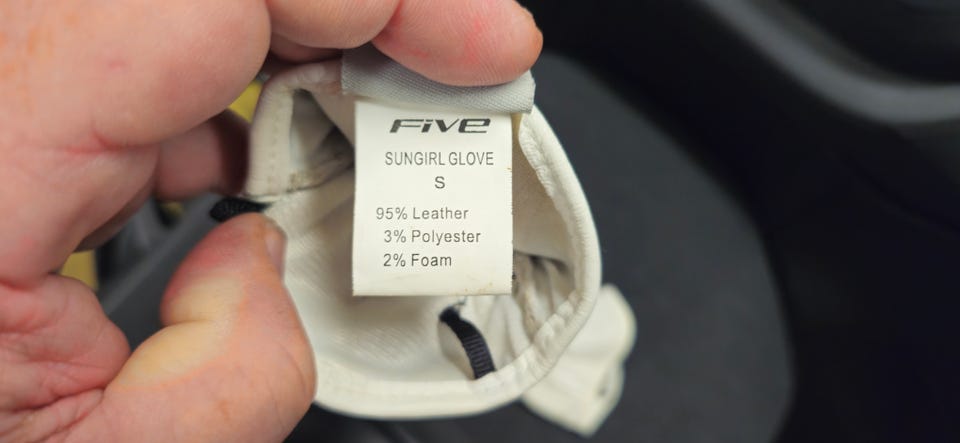 FIVE
SUNGIRL GLOVE
S
95% Leather
3% Polyester
2% Foam